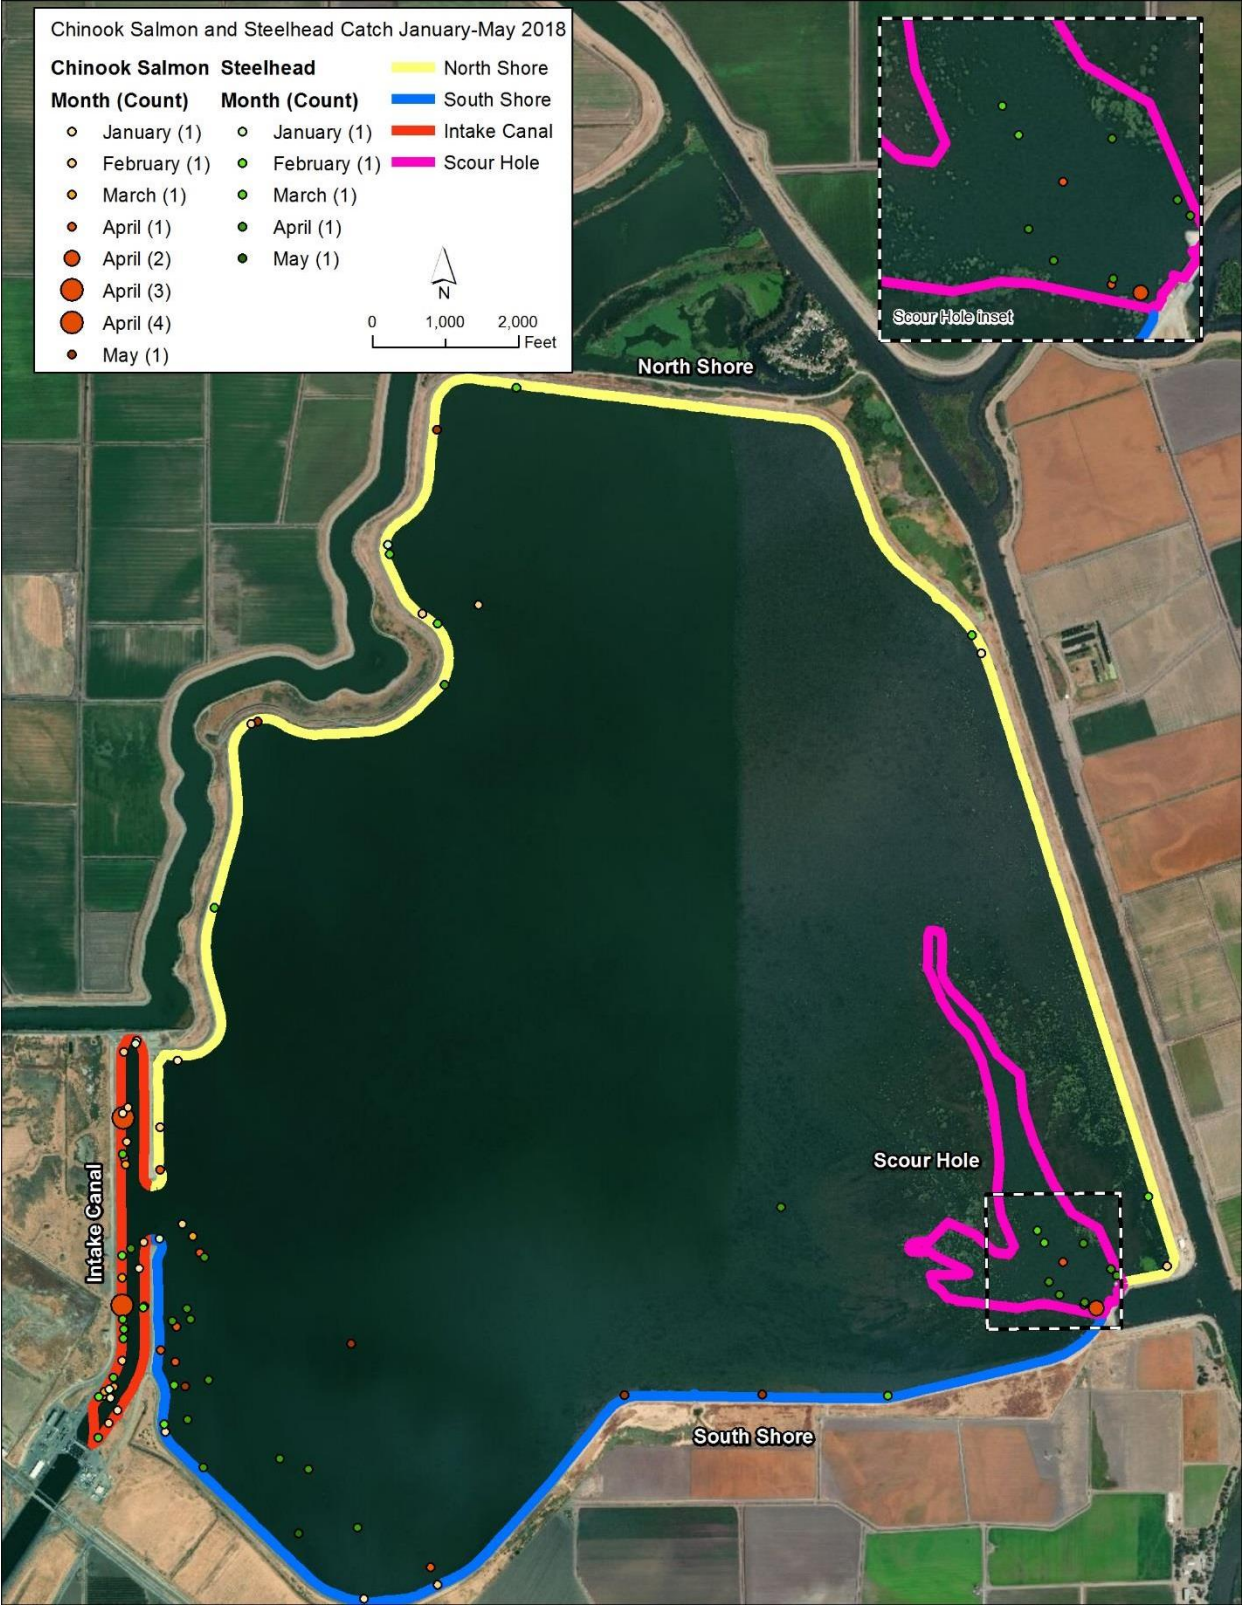 Chinook Salmon and Steelhead Catch January-May 2018
Chinook Salmon Steelhead
Month (Count) Month (Count)
January (1) January (1)
February (1) February (1)
March (1) March (1)
April (1) April (1)
April (2) May (1)
April (3)
April (4)
May (1)
North Shore
South Shore
Intake Canal
Scour Hole
N
0 1,000 2,000
Feet
Scour Hole inset
North Shore
Scour Hole
Intake Canal
South Shore